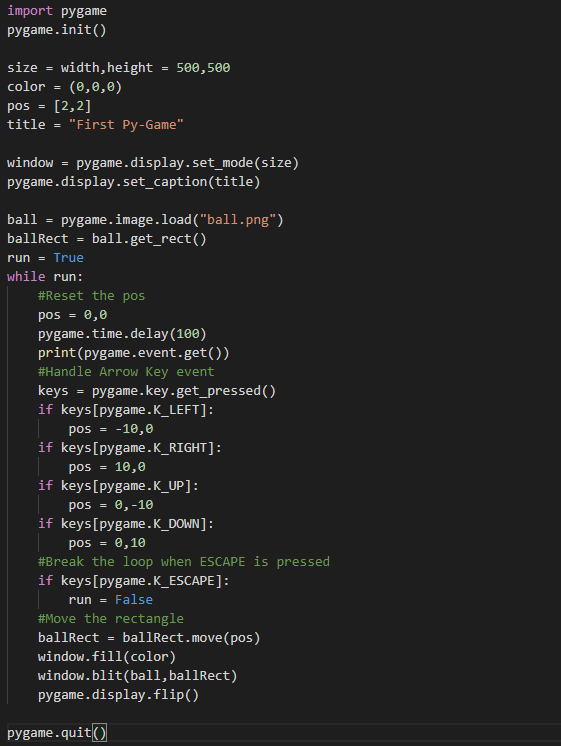 import pygame
pygame.init()

size = width,height = 500,500
color = (0,0,0)
pos = [2,2]
title = "First Py-Game"

window = pygame.display.set_mode(size)
pygame.display.set_caption(title)

ball = pygame.image.load("ball.png")
ballRect = ball.get_rect()
run = True
while run:
    #Reset the pos
    pos = 0,0
    pygame.time.delay(100)
    print(pygame.event.get())
    #Handle Arrow Key event
    keys = pygame.key.get_pressed()
    if keys[pygame.K_LEFT]:
        pos = -10,0
    if keys[pygame.K_RIGHT]:
        pos = 10,0
    if keys[pygame.K_UP]:
        pos = 0,-10
    if keys[pygame.K_DOWN]:
        pos = 0,10
    #Break the loop when ESCAPE is pressed
    if keys[pygame.K_ESCAPE]:
        run = False
    #Move the rectangle
    ballRect = ballRect.move(pos)
    window.fill(color)
    window.blit(ball,ballRect)
    pygame.display.flip()

pygame.quit()